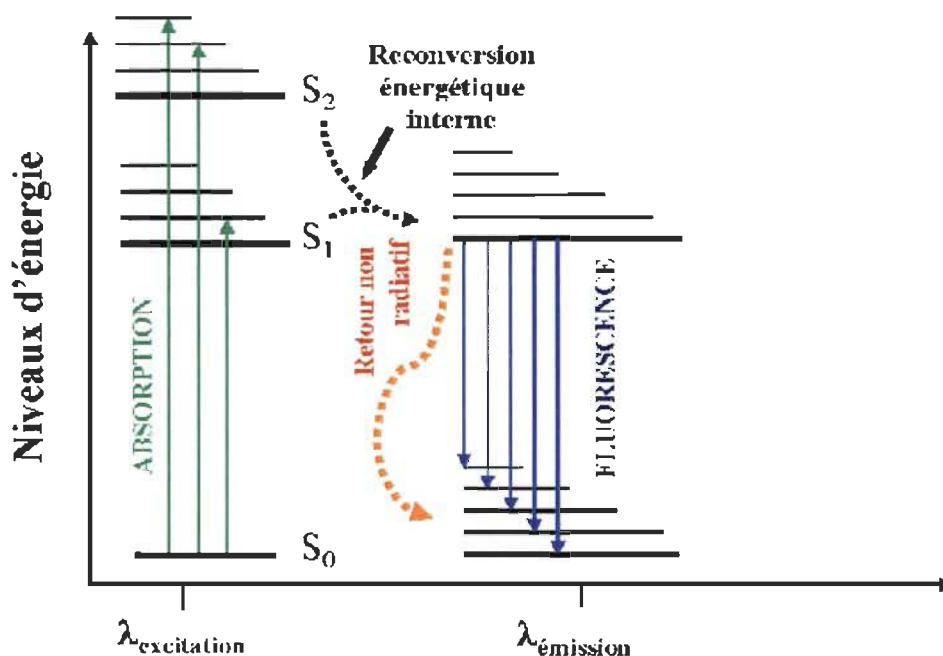 Reconversion
énergétique
interne
S2
S1
S0
Niveaux d'énergie
ABSORPTION
Retour non
radiatif
FLUORESCENCE
λexcitation
λémission